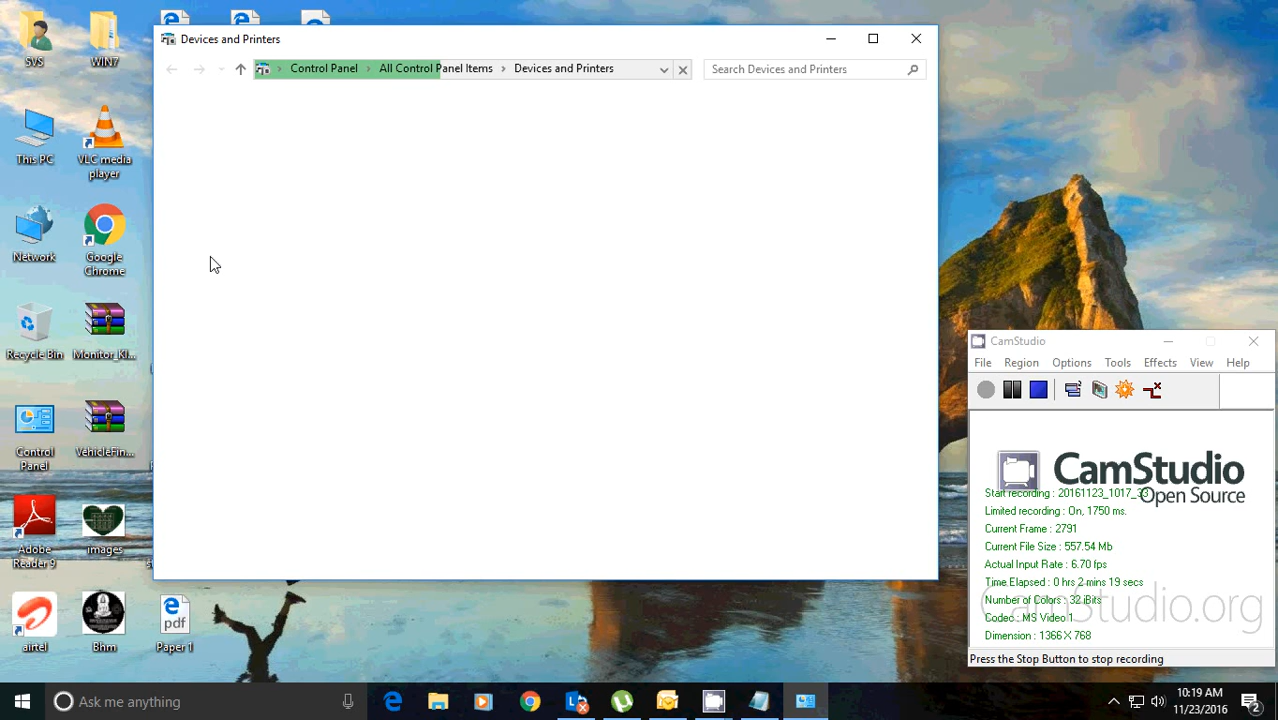 Devices and Printers
Control Panel
All Control Panel Items
Devices and Printers
Search Devices and Printers
SVS
WIN7
This PC
VLC media
player
Network
Google
Chrome
Recycle Bin
Monitor_Ki...
Control
Panel
VehicleFin...
Adobe
Reader 9
images
airtel
Bhm
pdf
Paper 1
CamStudio
File
Region
Options
Tools
Effects
View
Help
CamStudio
Open Source
Start recording : 20161123_1017_33
Limited recording : On, 1750 ms.
Current Frame : 2791
Current File Size : 557.54 Mb
Actual Input Rate : 6.70 fps
Time Elapsed : 0 hrs 2 mins 19 secs
Number of Colors : 32 iBits
CamStudio.org
Codec : MS Video 1
Dimension : 1366 X 768
Press the Stop Button to stop recording
Ask me anything
10:19 AM
11/23/2016
2